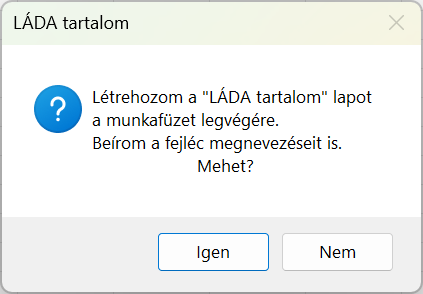 LÁDA tartalom
Létrehozom a "LÁDA tartalom" lapot
a munkafüzet legvégére.
Beírom a fejléc megnevezéseit is.
Mehet?
Igen
Nem